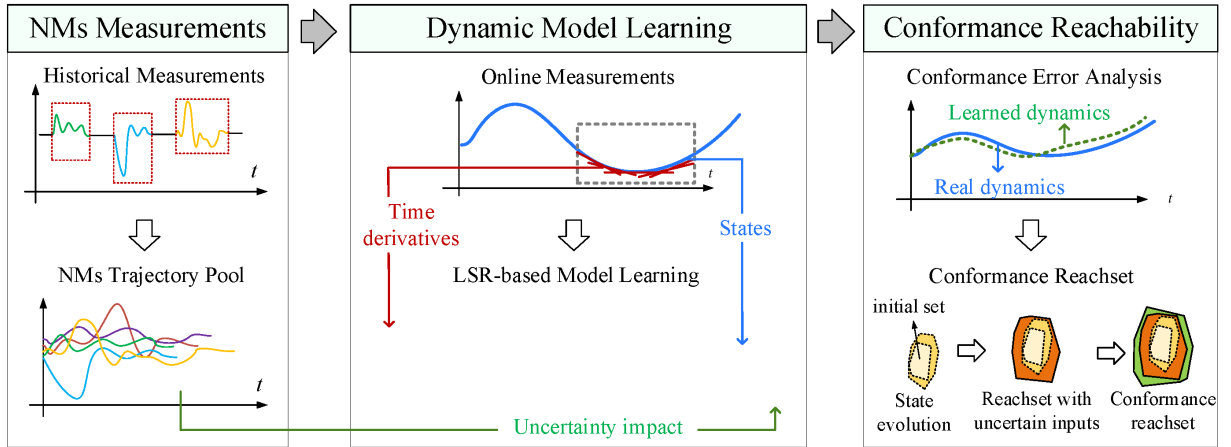 NMs Measurements
Historical Measurements
t
NMs Trajectory Pool
t
Dynamic Model Learning
Online Measurements
t
Time
derivatives
States
LSR-based Model Learning
Uncertainty impact
Conformance Reachability
Conformance Error Analysis
Learned dynamics
Real dynamics
t
Conformance Reachset
initial set
State
evolution
Reachset with
uncertain inputs
Conformance
reachset